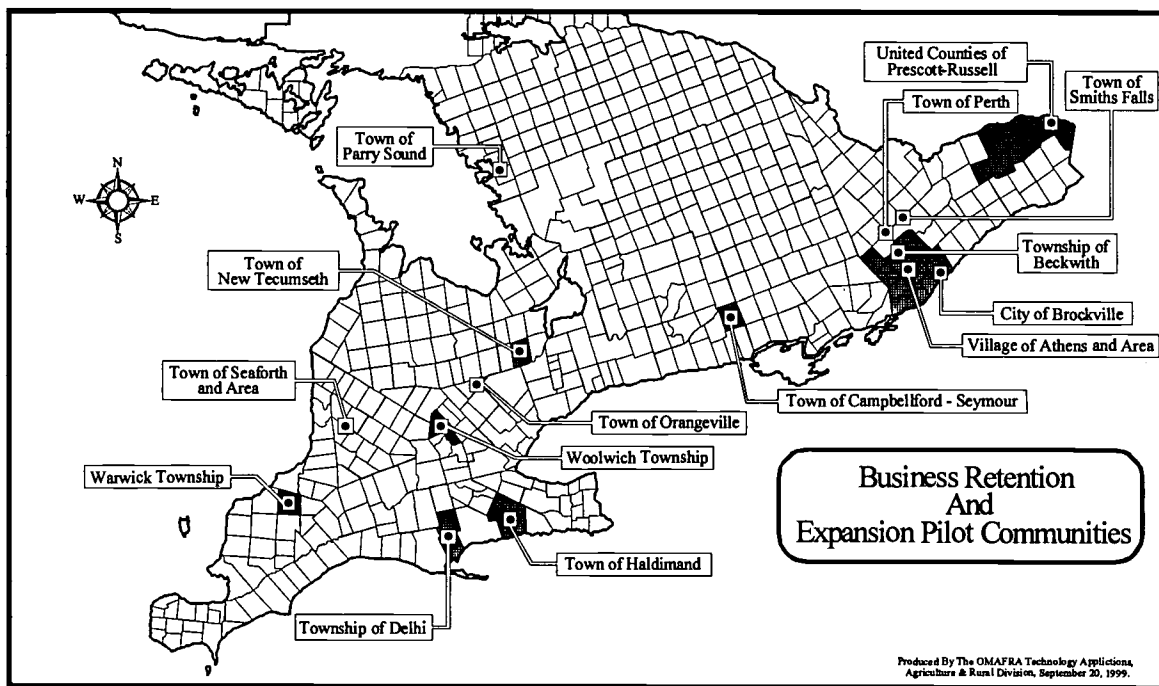 United Counties of
Prescott-Russell
Town of
Smiths Falls
Town of Perth
Town of
Parry Sound
N
W
E
S
Town of
New Tecumseth
Township of
Beckwith
City of Brockville
Village of Athens and Area
Town of Seaforth
and Area
Town of Campbellford - Seymour
Town of Orangeville
Woolwich Township
Warwick Township
Town of Haldimand
Township of Delhi
Business Retention
And
Expansion Pilot Communities
Produced By The OMAFRA Technology Applictions,
Agriculture & Rural Division, September 20, 1999.